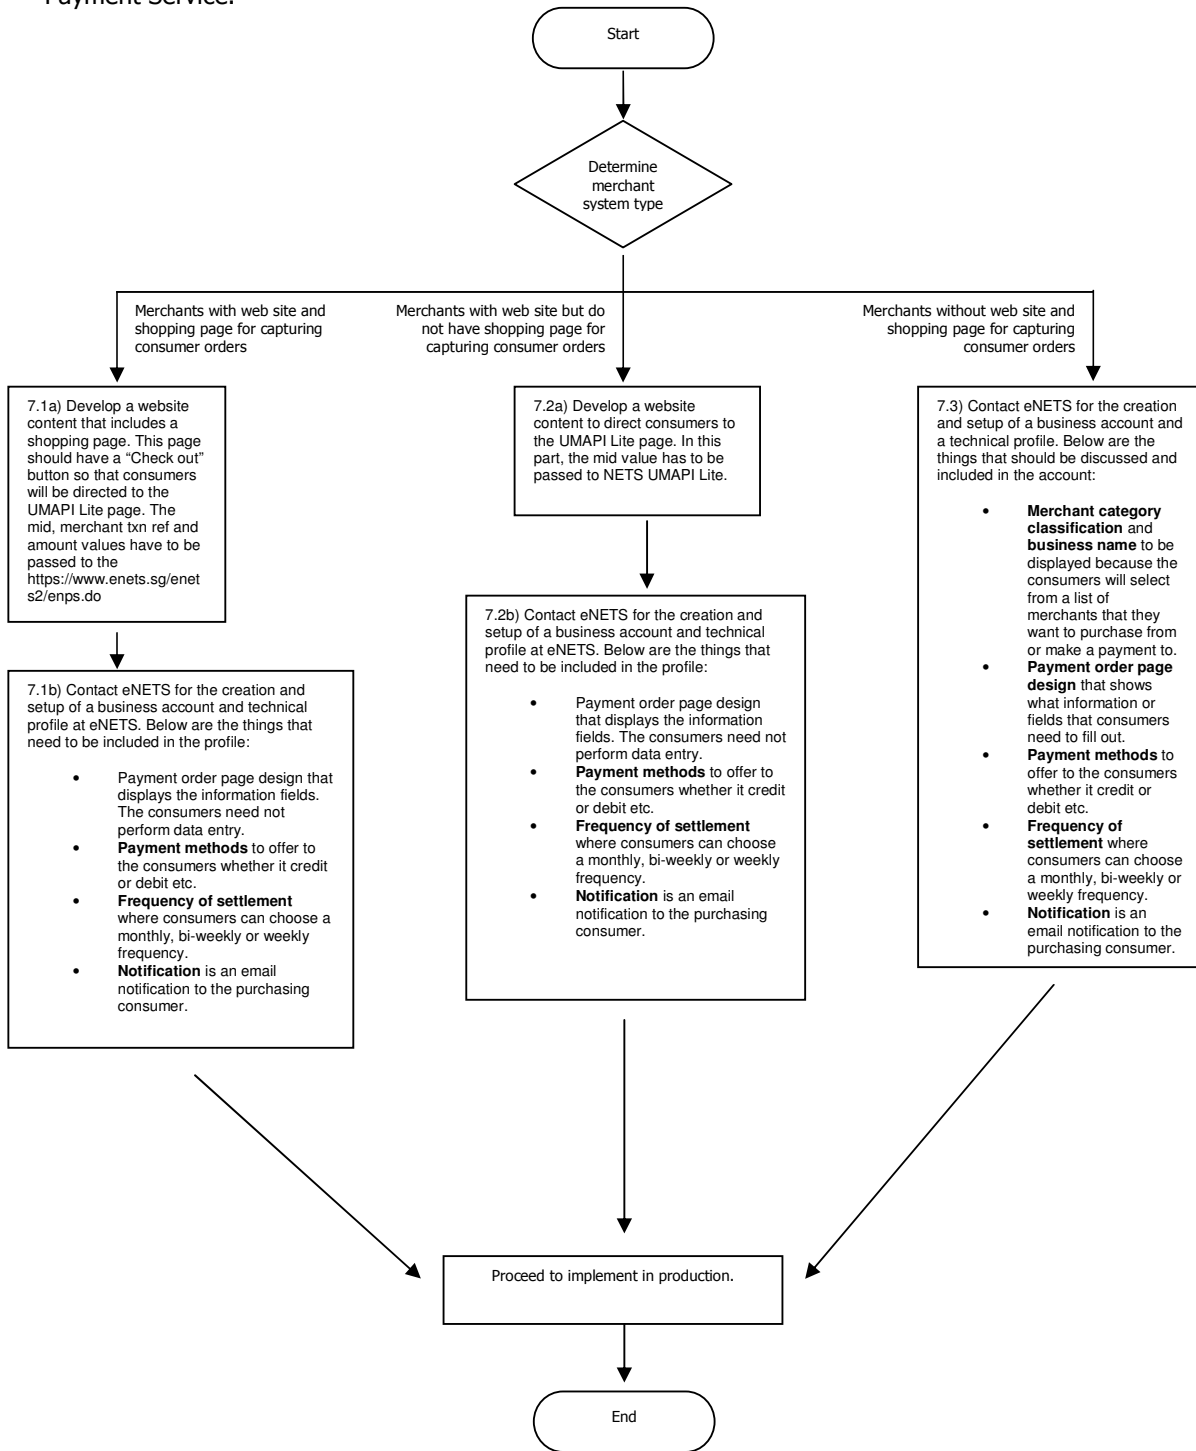 Payment Service.
Start
Determine
merchant
system type
Merchants with web site and
shopping page for capturing
consumer orders
Merchants with web site but do
not have shopping page for
capturing consumer orders
Merchants without web site and
shopping page for capturing
consumer orders
7.1a) Develop a website
content that includes a
shopping page. This page
should have a “Check out”
button so that consumers
will be directed to the
UMAPI Lite page. The
mid, merchant txn ref and
amount values have to be
passed to the
https://www.enets.sg/enet
s2/enps.do
7.2a) Develop a website
content to direct consumers to
the UMAPI Lite page. In this
part, the mid value has to be
passed to NETS UMAPI Lite.
7.3) Contact eNETS for the creation
and setup of a business account and
a technical profile. Below are the
things that should be discussed and
included in the account:
• Merchant category
classification and
business name to be
displayed because the
consumers will select
from a list of
merchants that they
want to purchase from
or make a payment to.
• Payment order page
design that shows
what information or
fields that consumers
need to fill out.
• Payment methods to
offer to the consumers
whether it credit or
debit etc.
• Frequency of
settlement where
consumers can choose
a monthly, bi-weekly or
weekly frequency.
• Notification is an
email notification to the
purchasing consumer.
7.1b) Contact eNETS for the creation and
setup of a business account and technical
profile at eNETS. Below are the things that
need to be included in the profile:
• Payment order page design that
displays the information fields.
The consumers need not
perform data entry.
• Payment methods to offer to
the consumers whether it credit
or debit etc.
• Frequency of settlement
where consumers can choose a
monthly, bi-weekly or weekly
frequency.
• Notification is an email
notification to the purchasing
consumer.
7.2b) Contact eNETS for the creation and
setup of a business account and technical
profile at eNETS. Below are the things that
need to be included in the profile:
• Payment order page design
that displays the information
fields. The consumers need not
perform data entry.
• Payment methods to offer to
the consumers whether it credit
or debit etc.
• Frequency of settlement
where consumers can choose
a monthly, bi-weekly or weekly
frequency.
• Notification is an email
notification to the purchasing
consumer.
Proceed to implement in production.
End